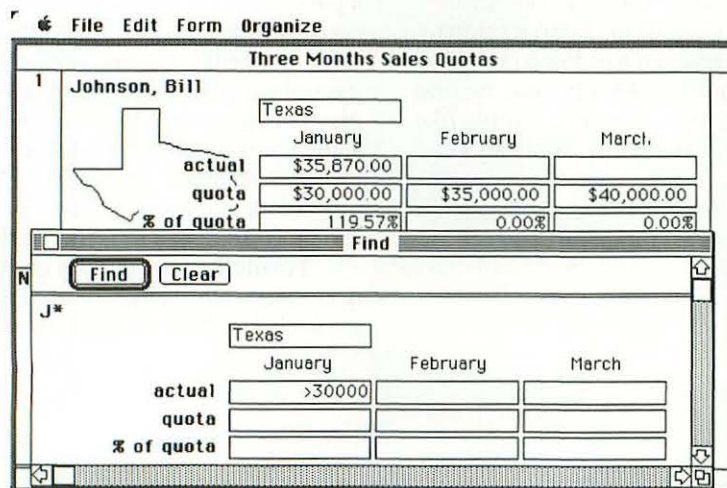 File Edit Form Organize
Three Months Sales Quotas
1 Johnson, Bill
Texas
January February March
actual $35,870.00
quota $30,000.00 $35,000.00 $40,000.00
% of quota 119.57% 0.00% 0.00%
Find
N Find Clear
J*
Texas
January February March
actual >30000
quota
% of quota